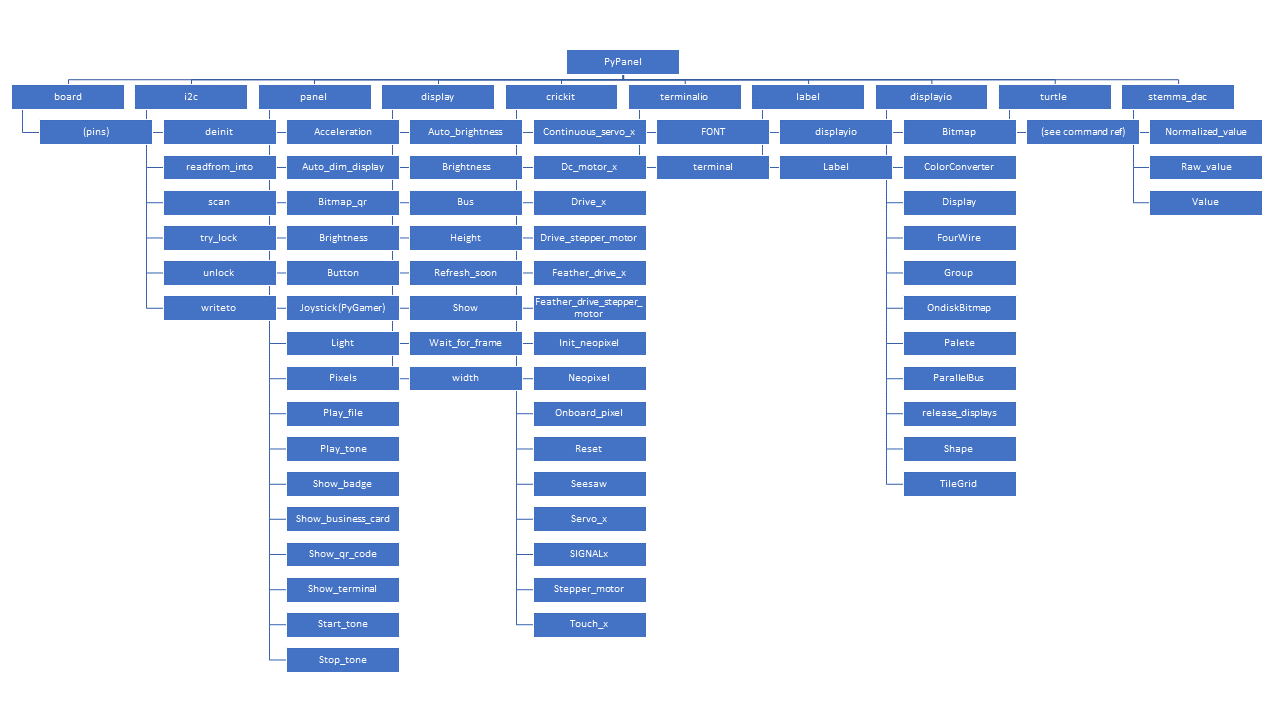 PyPanel
board
i2c
panel
display
crickit
terminalio
label
displayio
turtle
stemma_dac
(pins)
deinit
readfrom_into
scan
try_lock
unlock
writeto
Acceleration
Auto_dim_display
Bitmap_qr
Brightness
Button
Joystick(PyGamer)
Light
Pixels
Play_file
Play_tone
Show_badge
Show_business_card
Show_qr_code
Show_terminal
Start_tone
Stop_tone
Auto_brightness
Brightness
Bus
Height
Refresh_soon
Show
Wait_for_frame
width
Continuous_servo_x
Dc_motor_x
Drive_x
Drive_stepper_motor
Feather_drive_x
Feather_drive_stepper_
motor
Init_neopixel
Neopixel
Onboard_pixel
Reset
Seesaw
Servo_x
SIGNALx
Stepper_motor
Touch_x
FONT
terminal
displayio
Label
Bitmap
ColorConverter
Display
FourWire
Group
OndiskBitmap
Palete
ParallelBus
release_displays
Shape
TileGrid
(see command ref)
Normalized_value
Raw_value
Value